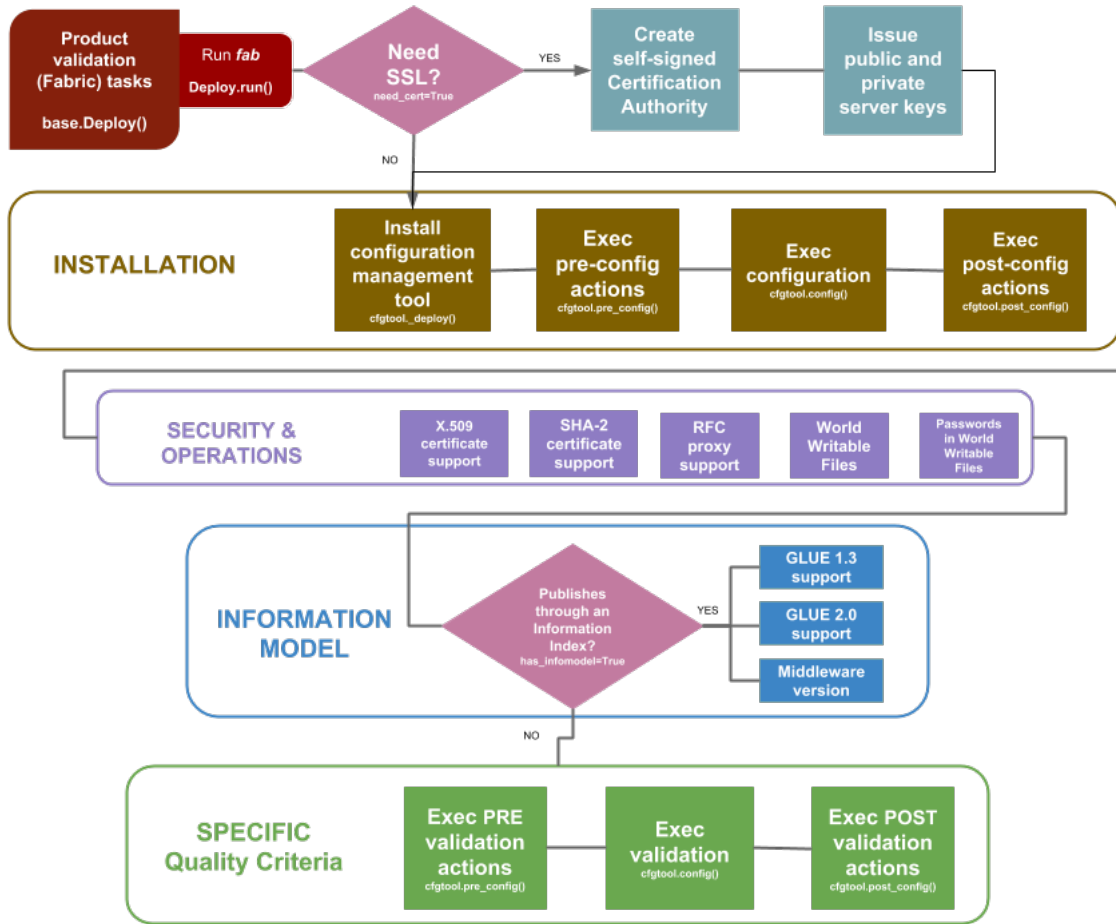 Product
validation
(Fabric) tasks
base.Deploy()
Run fab
Deploy.run()
Need
SSL?
need_cert=True
YES
NO
Create
self-signed
Certification
Authority
Issue
public and
private
server keys
INSTALLATION
Install
configuration
management
tool
cfgtool._deploy()
Exec
pre-config
actions
cfgtool.pre_config()
Exec
configuration
cfgtool.config()
Exec
post-config
actions
cfgtool.post_config()
SECURITY &
OPERATIONS
X.509
certificate
support
SHA-2
certificate
support
RFC
proxy
support
World
Writable
Files
Passwords
in World
Writable
Files
INFORMATION
MODEL
Publishes
through an
Information
Index?
has_infomodel=True
YES
NO
GLUE 1.3
support
GLUE 2.0
support
Middleware
version
SPECIFIC
Quality Criteria
Exec PRE
validation
actions
cfgtool.pre_config()
Exec
validation
cfgtool.config()
Exec POST
validation
actions
cfgtool.post_config()